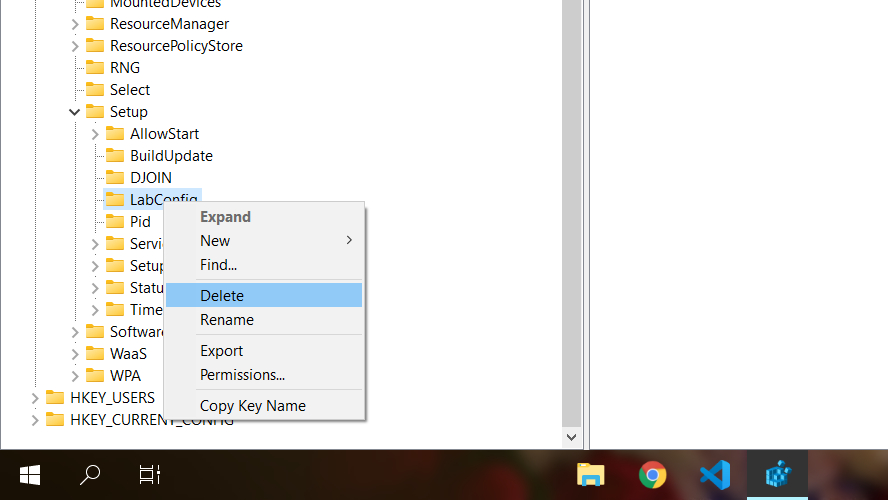 MountedDevices
ResourceManager
ResourcePolicyStore
RNG
Select
Setup
AllowStart
BuildUpdate
DJOIN
LabConfig
Pid
Servi
Setup
Statu
Time
Software
WaaS
WPA
HKEY_USERS
HKEY_CURRENT_CONFIG
Expand
New
Find...
Delete
Rename
Export
Permissions...
Copy Key Name